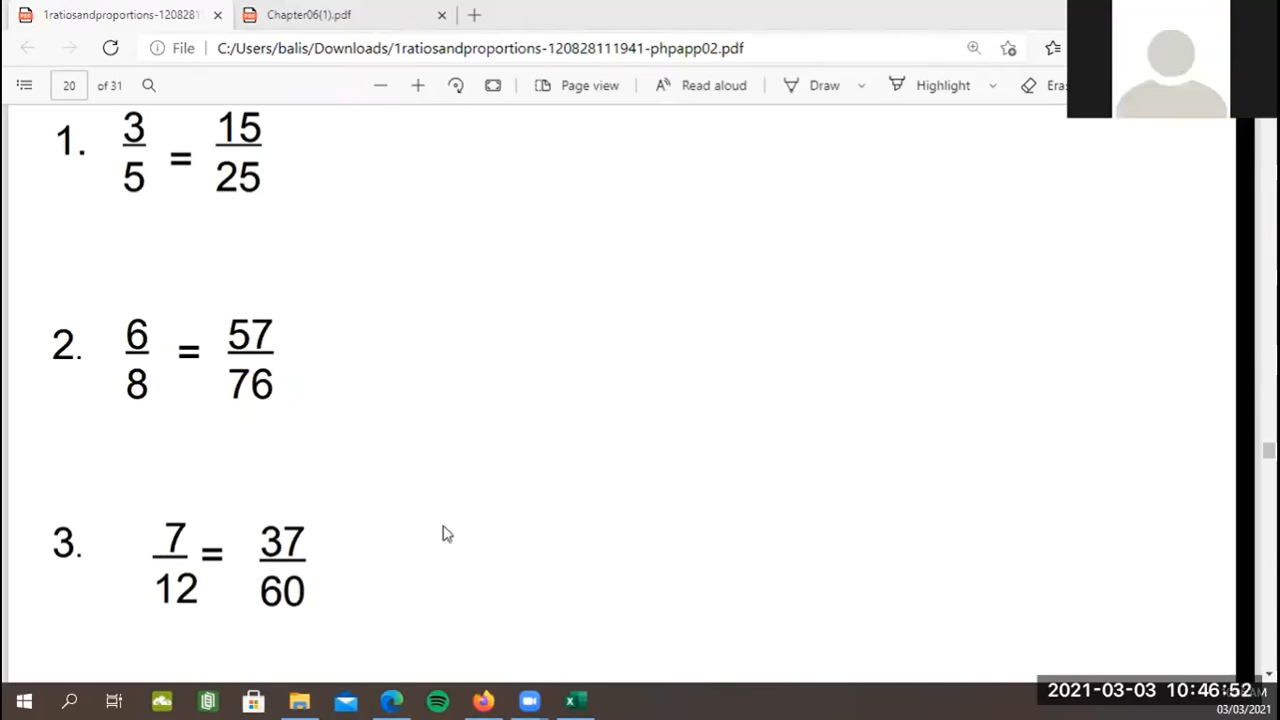 1ratiosandproportions-120828111941
Chapter06(1).pdf
File C:/Users/balis/Downloads/1ratiosandproportions-120828111941-phpapp02.pdf
20 of 31 Page view Read aloud Draw Highlight Era
1. 3/5 = 15/25
2. 6/8 = 57/76
3. 7/12 = 37/60
2021-03-03 10:46:52
03/03/2021